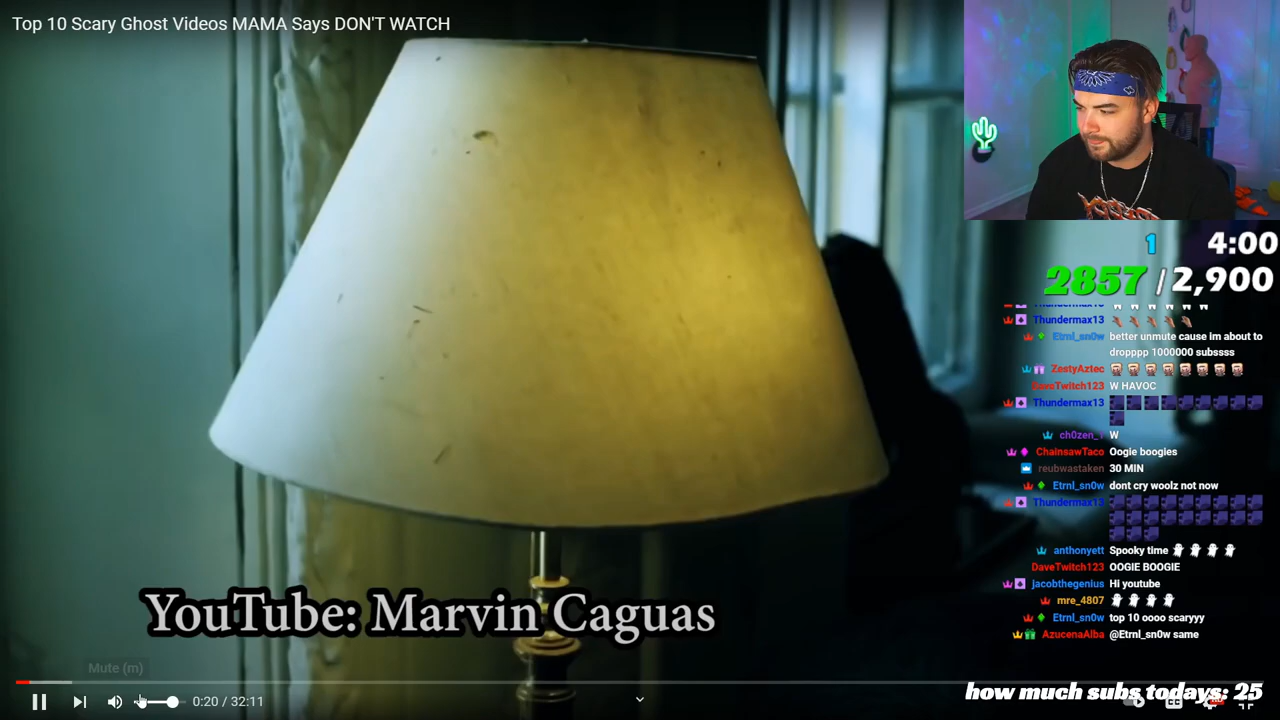 Top 10 Scary Ghost Videos MAMA Says DON'T WATCH
1 4:00
2857 / 2,900
Thundermax13
Thundermax13
Etrnl_sn0w better unmute cause im about to
dropppp 1000000 subssss
ZestyAztec
DaveTwitch123 W HAVOC
Thundermax13
W
ChainsawTaco Oogie boogies
reubwastaken 30 MIN
Etrnl_sn0w dont cry woolz not now
Thundermax13
anthonyett Spooky time
DaveTwitch123 OOGIE BOOGIE
Jacobthegenius Hi youtube
mre_4807
Etrnl_sn0w top 10 oooo scaryyy
AzucenaAlba @Etrnl_sn0w same
YouTube: Marvin Caguas
Mute (m)
0:20 / 32:11
how much subs todays: 25